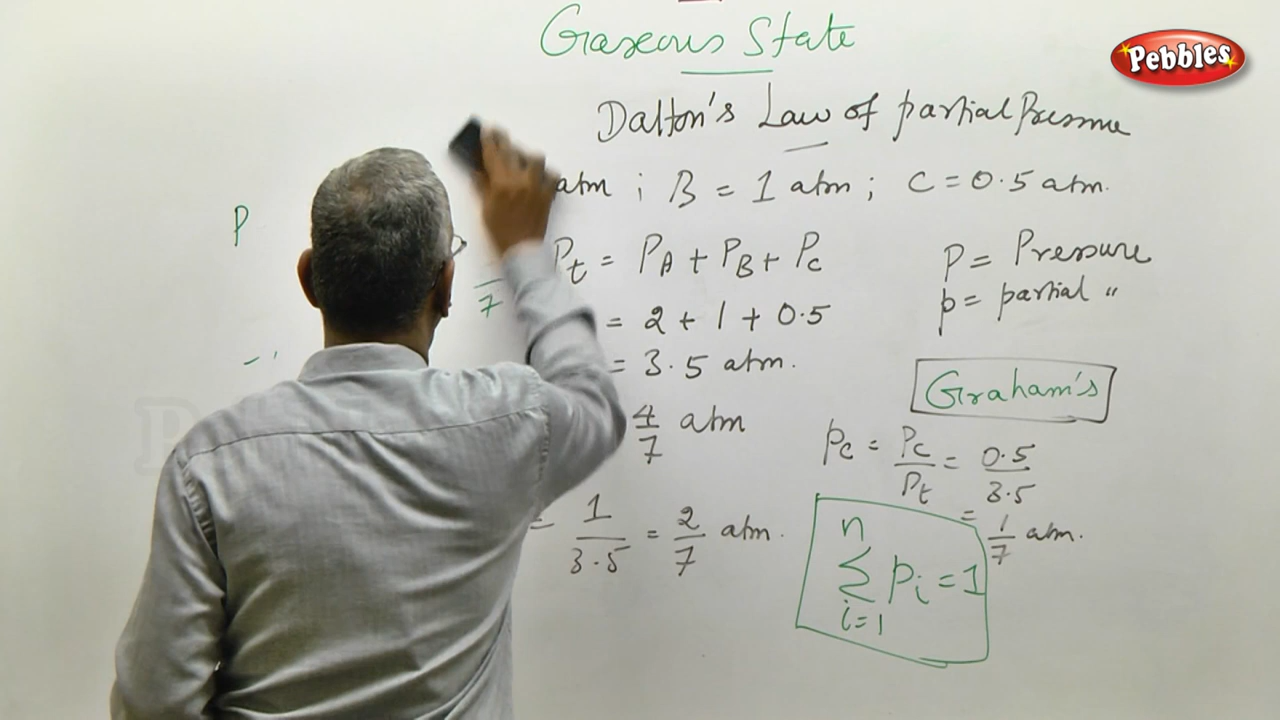 Gaseous State
Pebbles
Dalton's Law of partial Pressure
atm ; B = 1 atm ; C = 0.5 atm.
P
Pt = PA + PB + PC
P = Pressure
p = partial "
7
= 2 + 1 + 0.5
= 3.5 atm.
Graham's
4/7 atm
pc = Pc/Pt = 0.5/3.5
= 1/7 atm.
= 1/3.5 = 2/7 atm.
n
Σ pi = 1
i=1